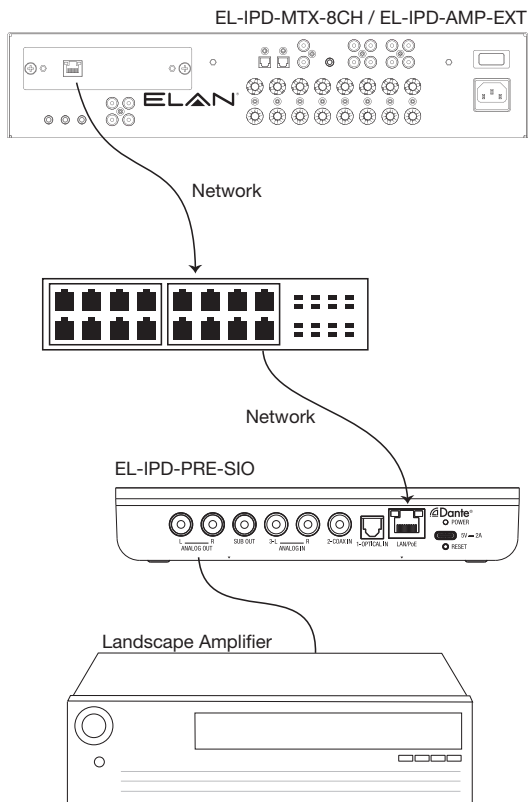 EL-IPD-MTX-8CH / EL-IPD-AMP-EXT
ELAN
Network
Network
EL-IPD-PRE-SIO
Dante®
POWER
5V 2A
RESET
L R
ANALOG OUT
SUB OUT
3-L R
ANALOG IN
2-COAX IN
1-OPTICAL IN
LAN/PoE
Landscape Amplifier